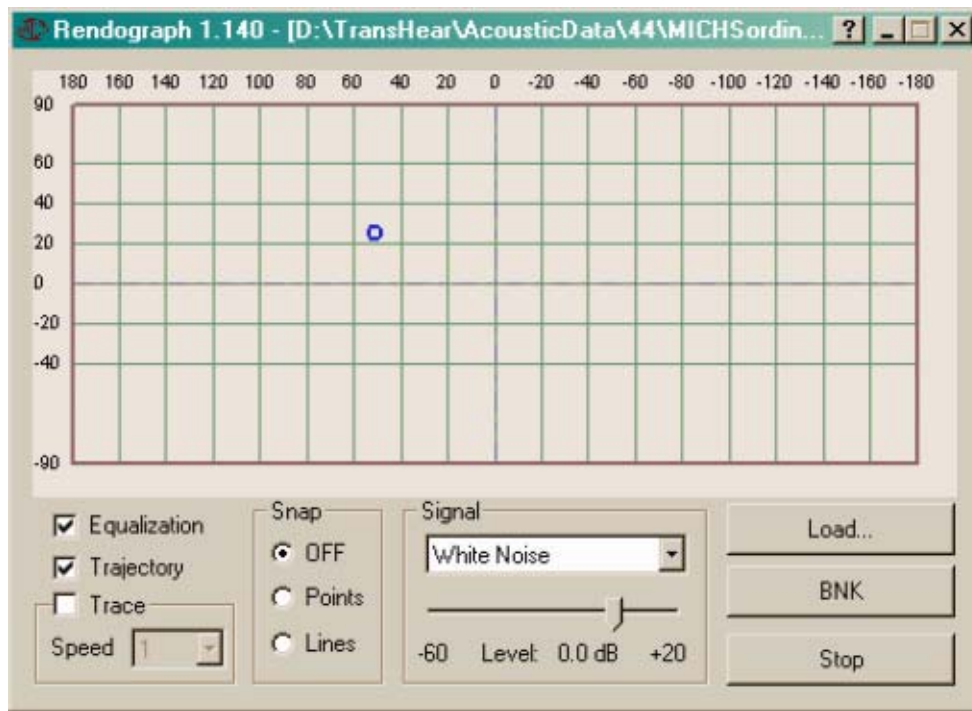 Rendograph 1.140 - [D:\TransHear\AcousticData\44\MICHSordin...
180 160 140 120 100 80 60 40 20 0 -20 -40 -60 -80 -100 -120 -140 -160 -180
90
60
40
20
0
-20
-40
-90
Equalization
Trajectory
Trace
Speed 1
Snap
OFF
Points
Lines
Signal
White Noise
-60 Level: 0.0 dB +20
Load...
BNK
Stop